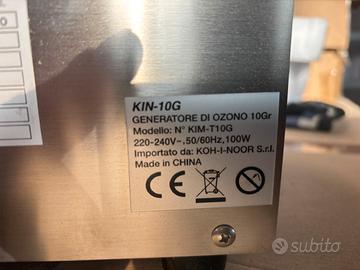 KIN-10G
GENERATORE DI OZONO 10Gr
Modello: N° KIM-T10G
220-240V~.50/60Hz,100W
Importato da: KOH-I-NOOR S.r.l.
Made in CHINA
CE
subito